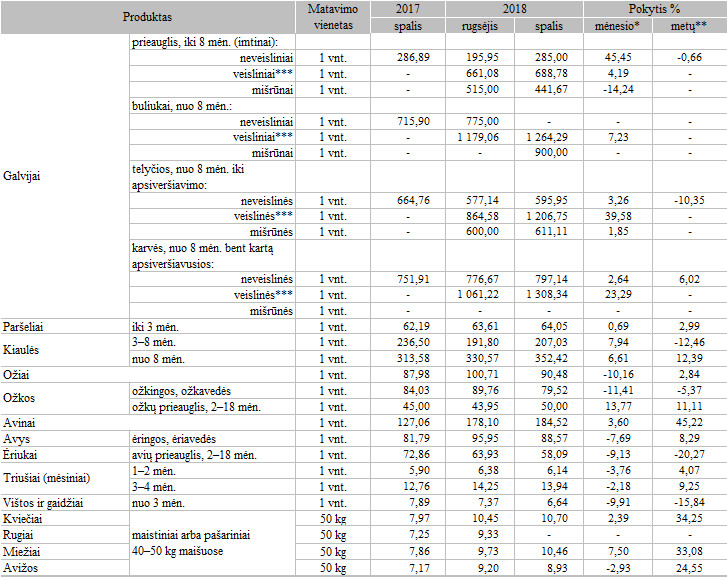 Produktas Matavimo vienetas 2017 2018 Pokytis %
spalis rugsėjis spalis mėnesio* metų**
Galvijai prieauglis, iki 8 mėn. (imtinai):
neveisliniai 1 vnt. 286,89 195,95 285,00 45,45 -0,66
veisliniai*** 1 vnt. - 661,08 688,78 4,19 -
mišrūnai 1 vnt. - 515,00 441,67 -14,24 -
buliukai, nuo 8 mėn.:
neveisliniai 1 vnt. 715,90 775,00 - - -
veisliniai*** 1 vnt. - 1 179,06 1 264,29 7,23 -
mišrūnai 1 vnt. - - 900,00 - -
telyčios, nuo 8 mėn. iki
apsiveršiavimo:
neveislinės 1 vnt. 664,76 577,14 595,95 3,26 -10,35
veislinės*** 1 vnt. - 864,58 1 206,75 39,58 -
mišrūnės 1 vnt. - 600,00 611,11 1,85 -
karvės, nuo 8 mėn. bent kartą
apsiveršiavusios:
neveislinės 1 vnt. 751,91 776,67 797,14 2,64 6,02
veislinės*** 1 vnt. - 1 061,22 1 308,34 23,29 -
mišrūnės 1 vnt. - - - - -
Paršeliai iki 3 mėn. 1 vnt. 62,19 63,61 64,05 0,69 2,99
Kiaulės 3–8 mėn. 1 vnt. 236,50 191,80 207,03 7,94 -12,46
nuo 8 mėn. 1 vnt. 313,58 330,57 352,42 6,61 12,39
Ožiai 1 vnt. 87,98 100,71 90,48 -10,16 2,84
Ožkos ožkingos, ožkavedės 1 vnt. 84,03 89,76 79,52 -11,41 -5,37
ožkų prieauglis, 2–18 mėn. 1 vnt. 45,00 43,95 50,00 13,77 11,11
Avinai 1 vnt. 127,06 178,10 184,52 3,60 45,22
Avys ėringos, ėriavedės 1 vnt. 81,79 95,95 88,57 -7,69 8,29
Ėriukai avių prieauglis, 2–18 mėn. 1 vnt. 72,86 63,93 58,09 -9,13 -20,27
Triušiai (mėsiniai) 1–2 mėn. 1 vnt. 5,90 6,38 6,14 -3,76 4,07
3–4 mėn. 1 vnt. 12,76 14,25 13,94 -2,18 9,25
Vištos ir gaidžiai nuo 3 mėn. 1 vnt. 7,89 7,37 6,64 -9,91 -15,84
Kviečiai maistiniai arba pašariniai 40–50 kg maišuose 50 kg 7,97 10,45 10,70 2,39 34,25
Rugiai 50 kg 7,25 9,33 - - -
Miežiai 50 kg 7,86 9,73 10,46 7,50 33,08
Avižos 50 kg 7,17 9,20 8,93 -2,93 24,55